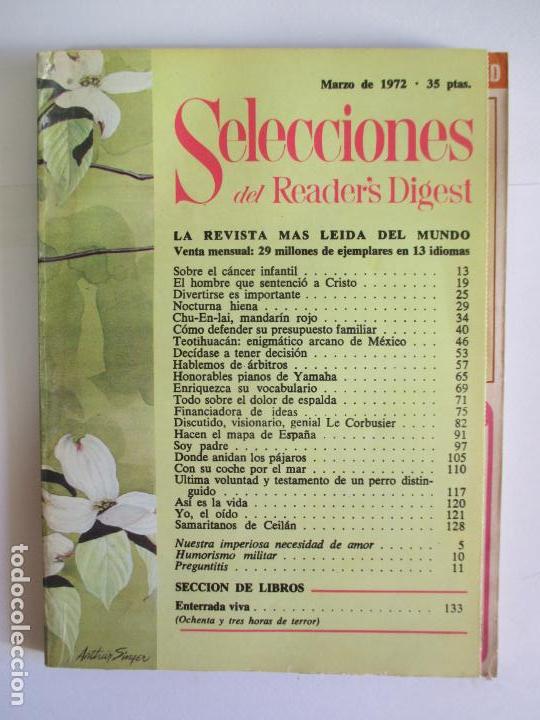 Marzo de 1972 · 35 ptas.
Selecciones
del Reader's Digest
LA REVISTA MAS LEIDA DEL MUNDO
Venta mensual: 29 millones de ejemplares en 13 idiomas
Sobre el cáncer infantil . . . . . . . . . . . . . . . . . . 13
El hombre que sentenció a Cristo . . . . . . . . . . . . 19
Divertirse es importante . . . . . . . . . . . . . . . . . . 25
Nocturna hiena . . . . . . . . . . . . . . . . . . . . . . . 29
Chu-En-lai, mandarín rojo . . . . . . . . . . . . . . . . 34
Cómo defender su presupuesto familiar . . . . . . . . 40
Teotihuacán: enigmático arcano de México . . . . . 46
Decídase a tener decisión . . . . . . . . . . . . . . . . 53
Hablemos de árbitros . . . . . . . . . . . . . . . . . . . 57
Honorables pianos de Yamaha . . . . . . . . . . . . . 65
Enriquezca su vocabulario . . . . . . . . . . . . . . . . 69
Todo sobre el dolor de espalda . . . . . . . . . . . . . 71
Financiadora de ideas . . . . . . . . . . . . . . . . . . 75
Discutido, visionario, genial Le Corbusier . . . . . . 82
Hacen el mapa de España . . . . . . . . . . . . . . . . 91
Soy padre . . . . . . . . . . . . . . . . . . . . . . . . . . 97
Donde anidan los pájaros . . . . . . . . . . . . . . . . 105
Con su coche por el mar . . . . . . . . . . . . . . . . . 110
Ultima voluntad y testamento de un perro distin-
guido . . . . . . . . . . . . . . . . . . . . . . . . . . 117
Así es la vida . . . . . . . . . . . . . . . . . . . . . . . . 120
Yo, el oído . . . . . . . . . . . . . . . . . . . . . . . . . . 121
Samaritanos de Ceilán . . . . . . . . . . . . . . . . . . 128
Nuestra imperiosa necesidad de amor . . . . . . . . 5
Humorismo militar . . . . . . . . . . . . . . . . . . . . . 10
Preguntitis . . . . . . . . . . . . . . . . . . . . . . . . . . 11
SECCION DE LIBROS
Enterrada viva . . . . . . . . . . . . . . . . . . . . . . . 133
(Ochenta y tres horas de terror)
Arthur Singer
D
todocoleccion.net